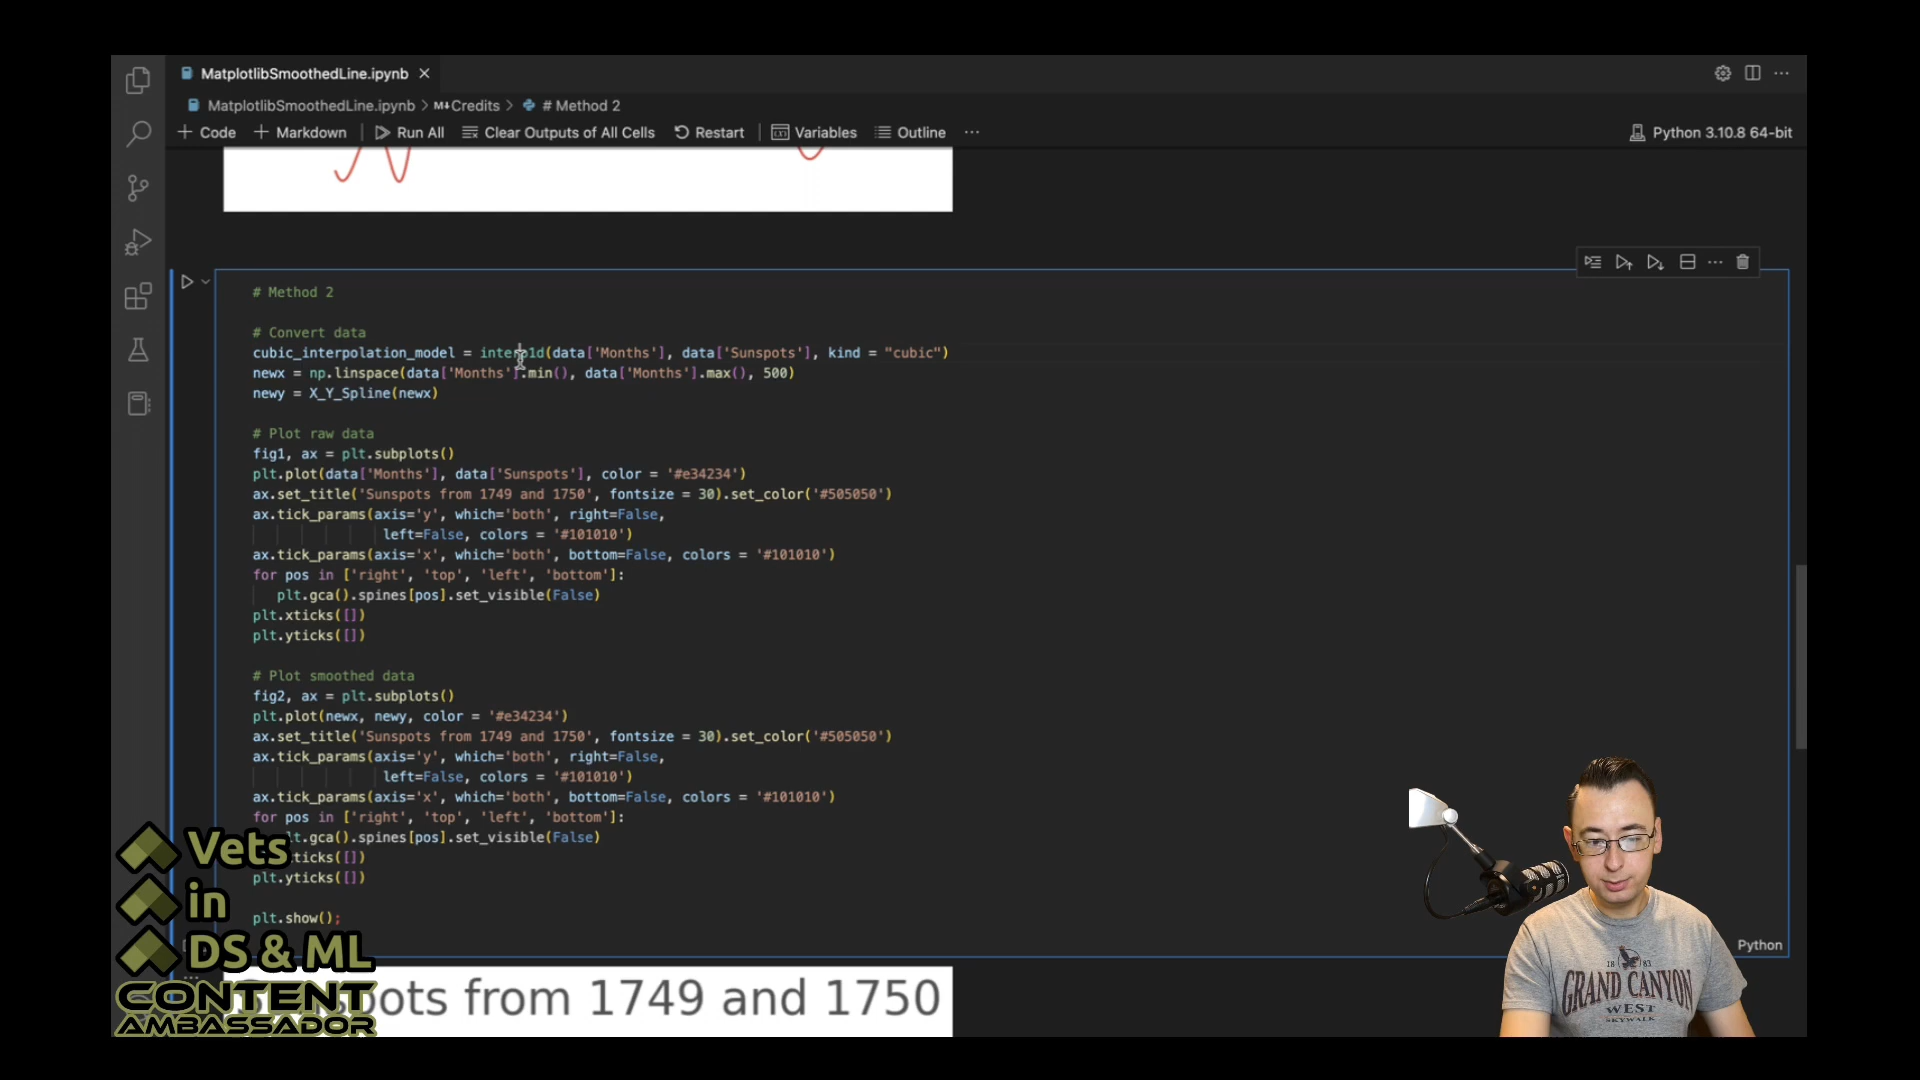 MatplotlibSmoothedLine.ipynb
MatplotlibSmoothedLine.ipynb > M↓Credits > # Method 2
Code Markdown Run All Clear Outputs of All Cells Restart Variables Outline ... Python 3.10.8 64-bit
# Method 2
# Convert data
cubic_interpolation_model = interp1d(data['Months'], data['Sunspots'], kind = "cubic")
newx = np.linspace(data['Months'].min(), data['Months'].max(), 500)
newy = X_Y_Spline(newx)
# Plot raw data
fig1, ax = plt.subplots()
plt.plot(data['Months'], data['Sunspots'], color = '#e34234')
ax.set_title('Sunspots from 1749 and 1750', fontsize = 30).set_color('#505050')
ax.tick_params(axis='y', which='both', right=False,
left=False, colors = '#101010')
ax.tick_params(axis='x', which='both', bottom=False, colors = '#101010')
for pos in ['right', 'top', 'left', 'bottom']:
plt.gca().spines[pos].set_visible(False)
plt.xticks([])
plt.yticks([])
# Plot smoothed data
fig2, ax = plt.subplots()
plt.plot(newx, newy, color = '#e34234')
ax.set_title('Sunspots from 1749 and 1750', fontsize = 30).set_color('#505050')
ax.tick_params(axis='y', which='both', right=False,
left=False, colors = '#101010')
ax.tick_params(axis='x', which='both', bottom=False, colors = '#101010')
for pos in ['right', 'top', 'left', 'bottom']:
lt.gca().spines[pos].set_visible(False)
ticks([])
plt.yticks([])
plt.show();
Python
pots from 1749 and 1750
Vets
in
DS & ML
CONTENT
AMBASSADOR
18 83
GRAND CANYON
WEST
SKYWALK